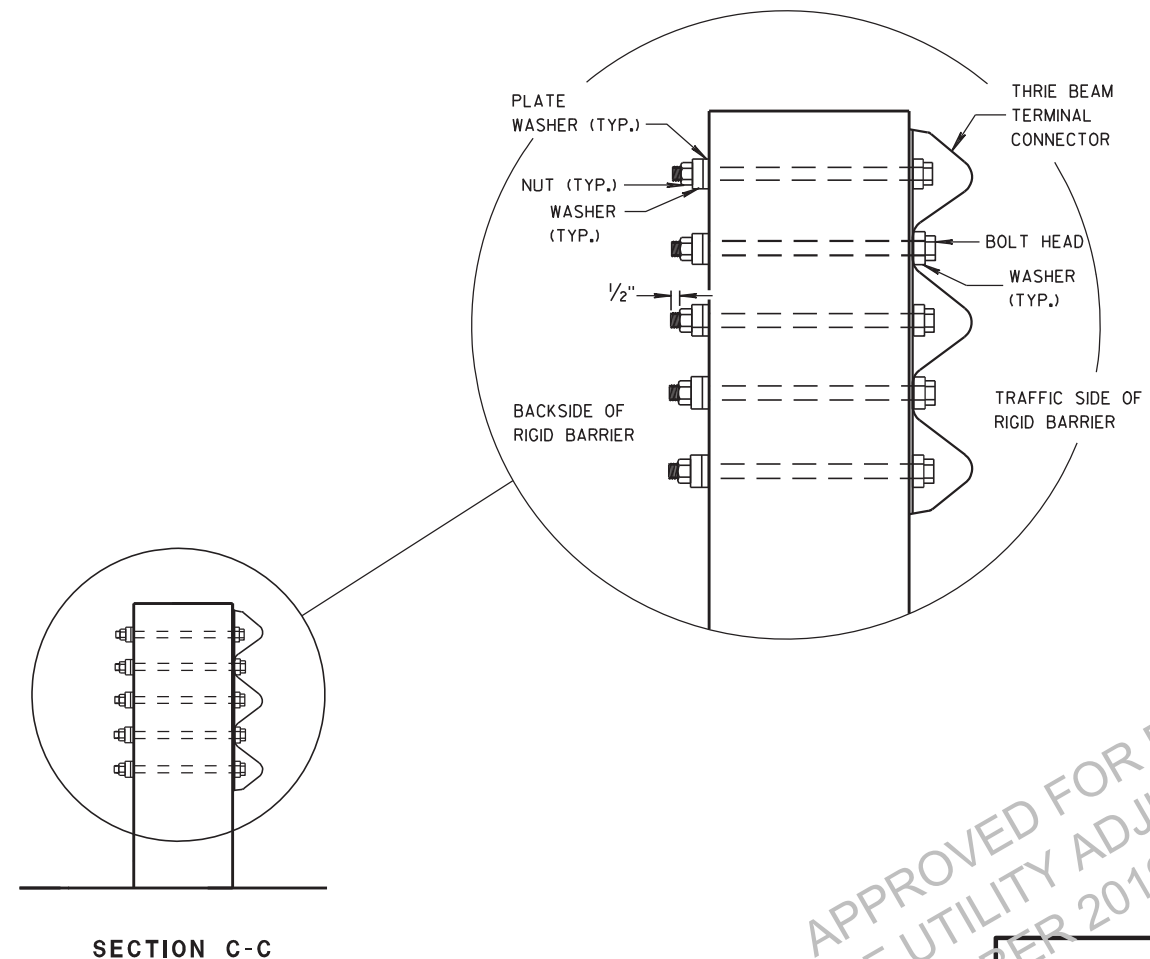 PLATE
WASHER (TYP.)
NUT (TYP.)
WASHER
(TYP.)
1/2"
BACKSIDE OF
RIGID BARRIER
THRIE BEAM
TERMINAL
CONNECTOR
BOLT HEAD
WASHER
(TYP.)
TRAFFIC SIDE OF
RIGID BARRIER
SECTION C-C
APPROVED FOR
UTILITY
2019